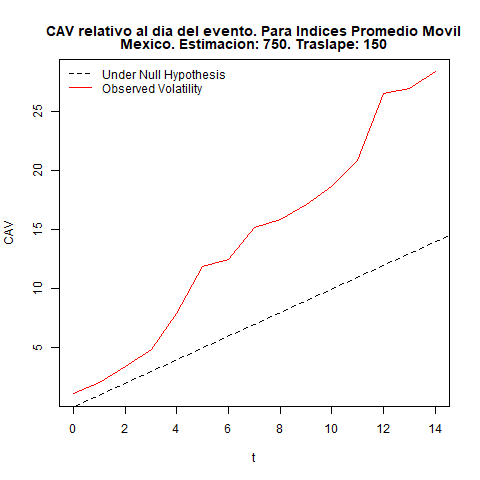 CAV relativo al dia del evento. Para Indices Promedio Movil
Mexico. Estimacion: 750. Traslape: 150
Under Null Hypothesis
Observed Volatility
CAV
25
20
15
10
5
0 2 4 6 8 10 12 14
t